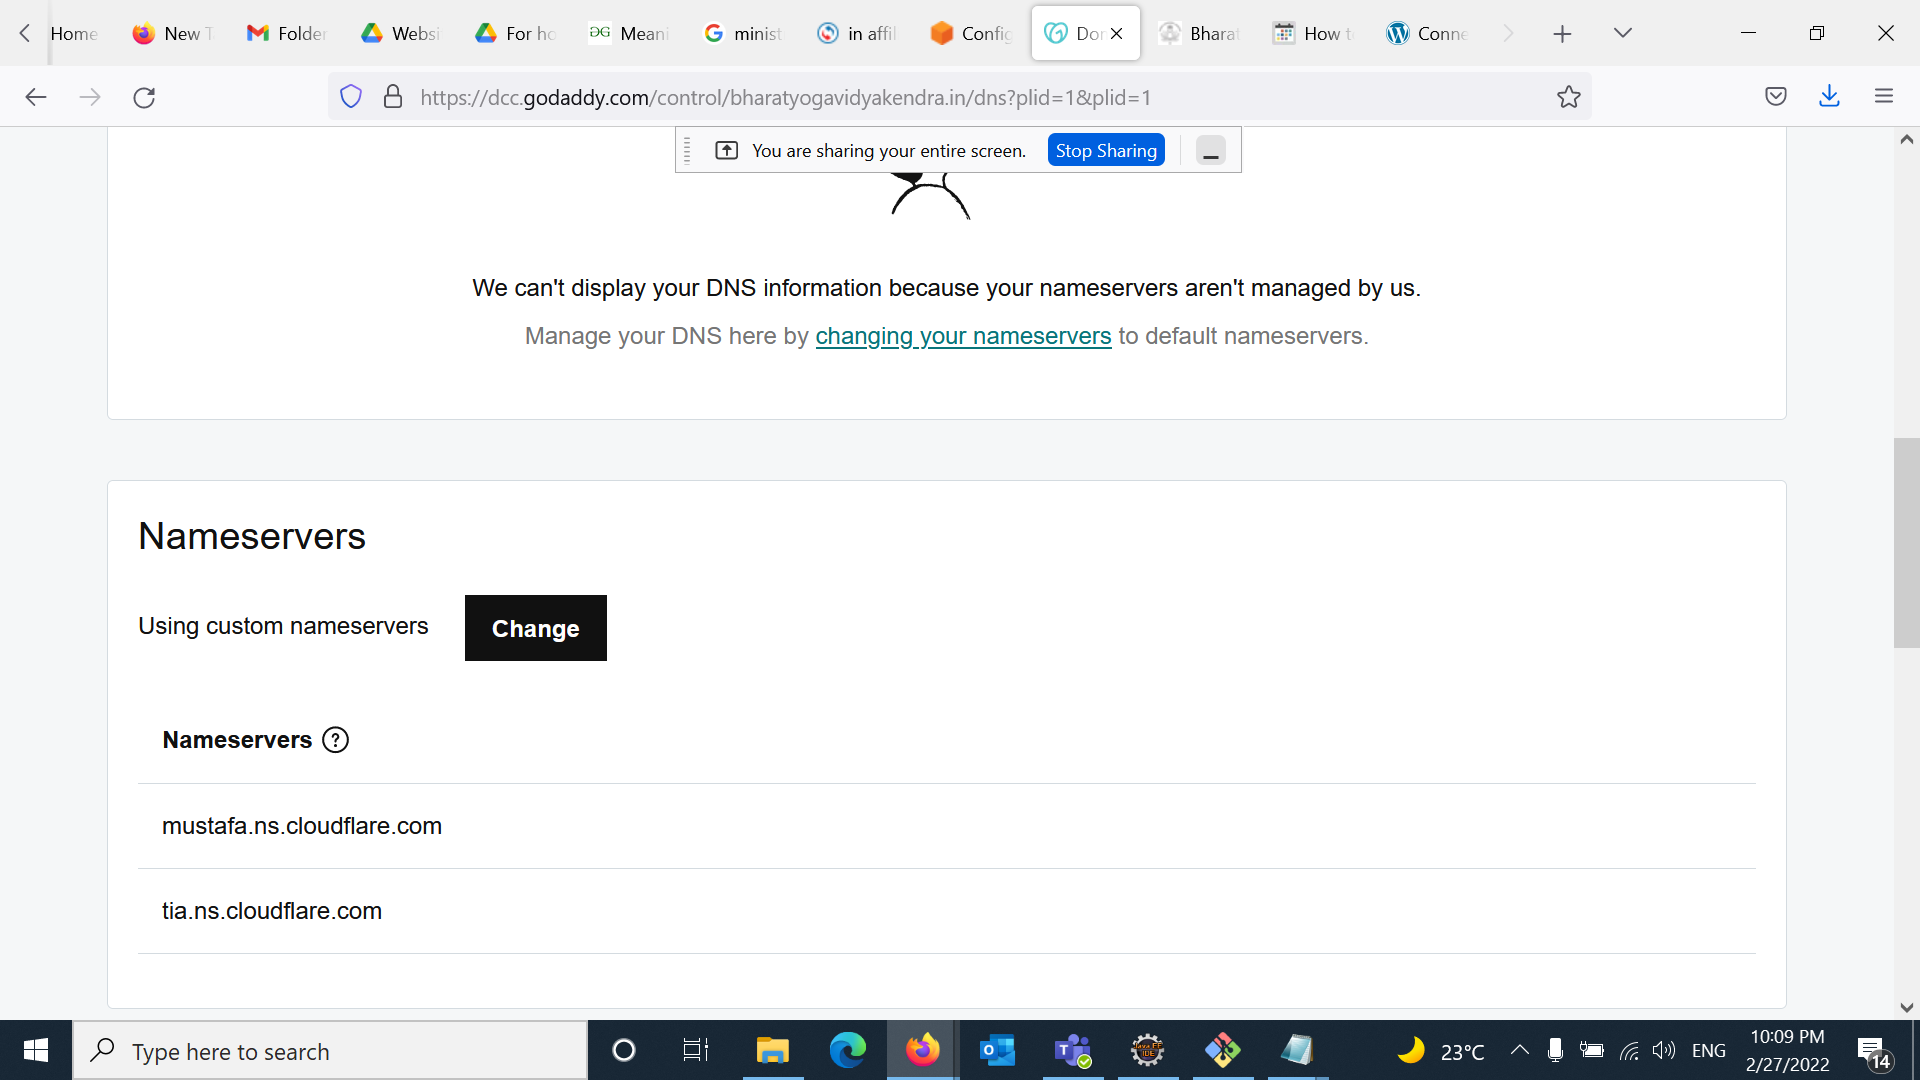 Home
New T
Folder
Websi
For ho
Meani
minist
in affil
Config
Dor
Bharat
How t
Conne
https://dcc.godaddy.com/control/bharatyogavidyakendra.in/dns?plid=1&plid=1
You are sharing your entire screen.
Stop Sharing
We can't display your DNS information because your nameservers aren't managed by us.
Manage your DNS here by changing your nameservers to default nameservers.
Nameservers
Using custom nameservers
Change
Nameservers ?
mustafa.ns.cloudflare.com
tia.ns.cloudflare.com
Type here to search
23°C
ENG
10:09 PM
2/27/2022
14